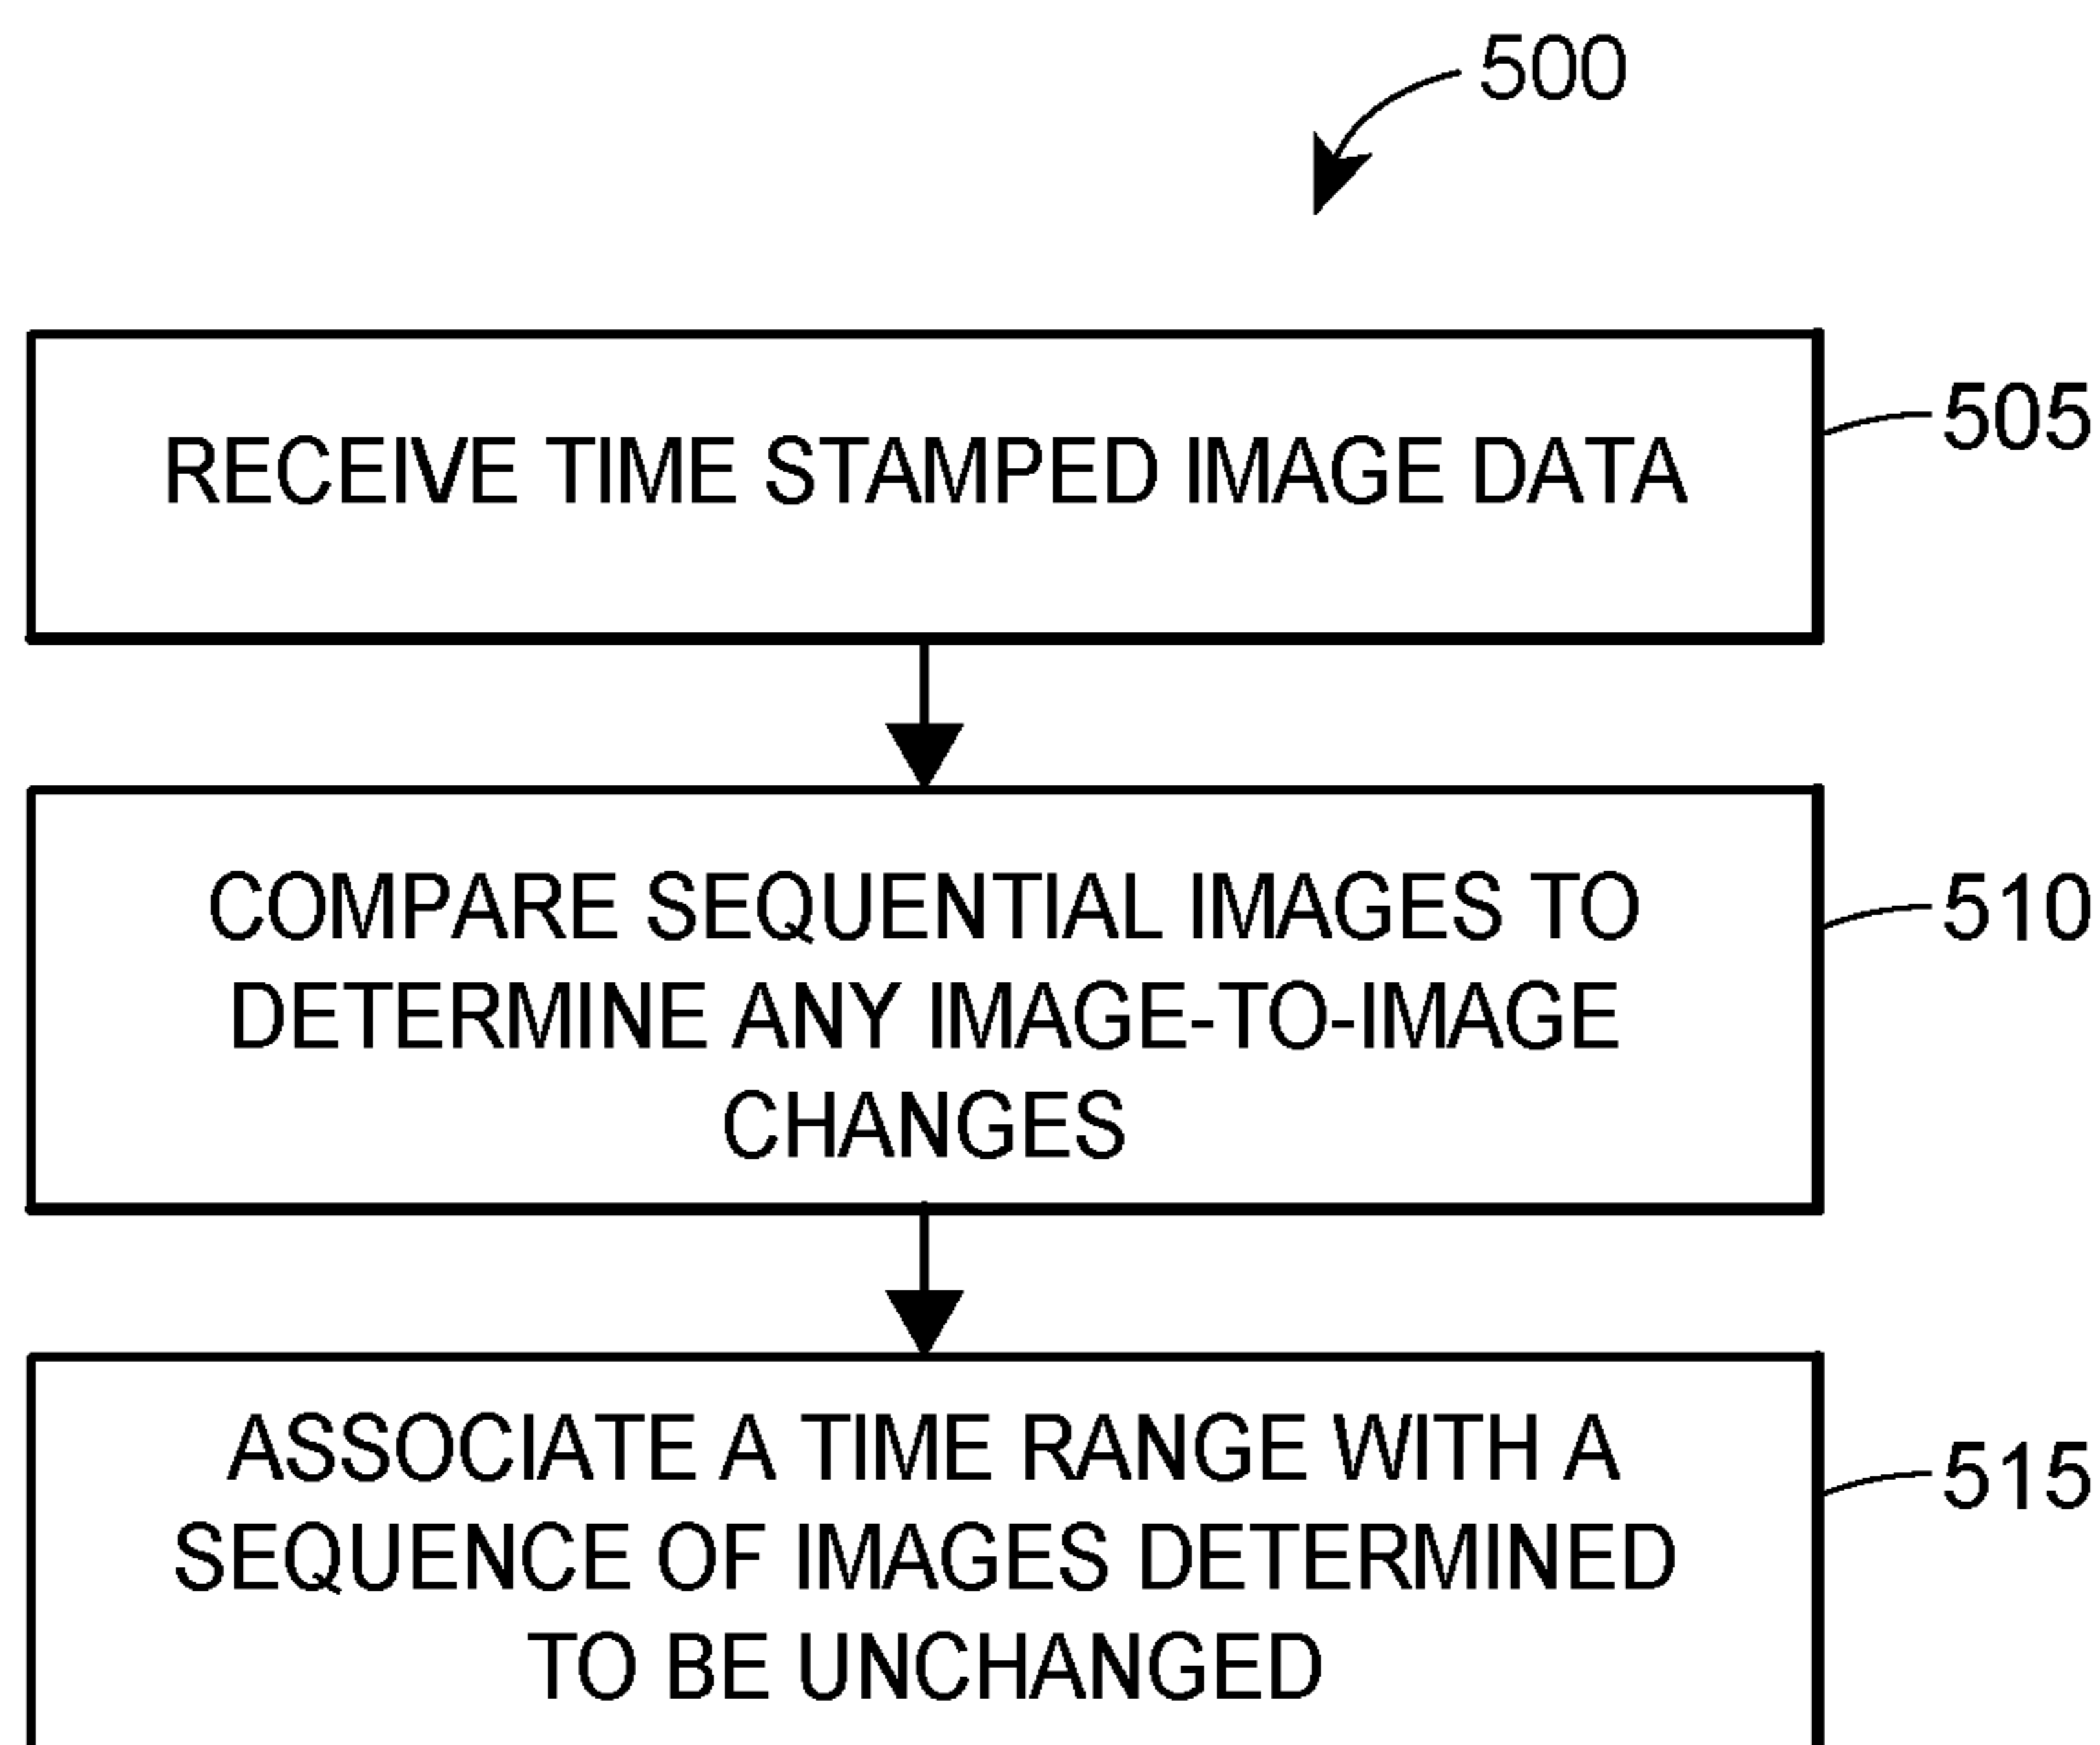 500
RECEIVE TIME STAMPED IMAGE DATA
505
COMPARE SEQUENTIAL IMAGES TO
DETERMINE ANY IMAGE-TO-IMAGE
CHANGES
510
ASSOCIATE A TIME RANGE WITH A
SEQUENCE OF IMAGES DETERMINED
TO BE UNCHANGED
515